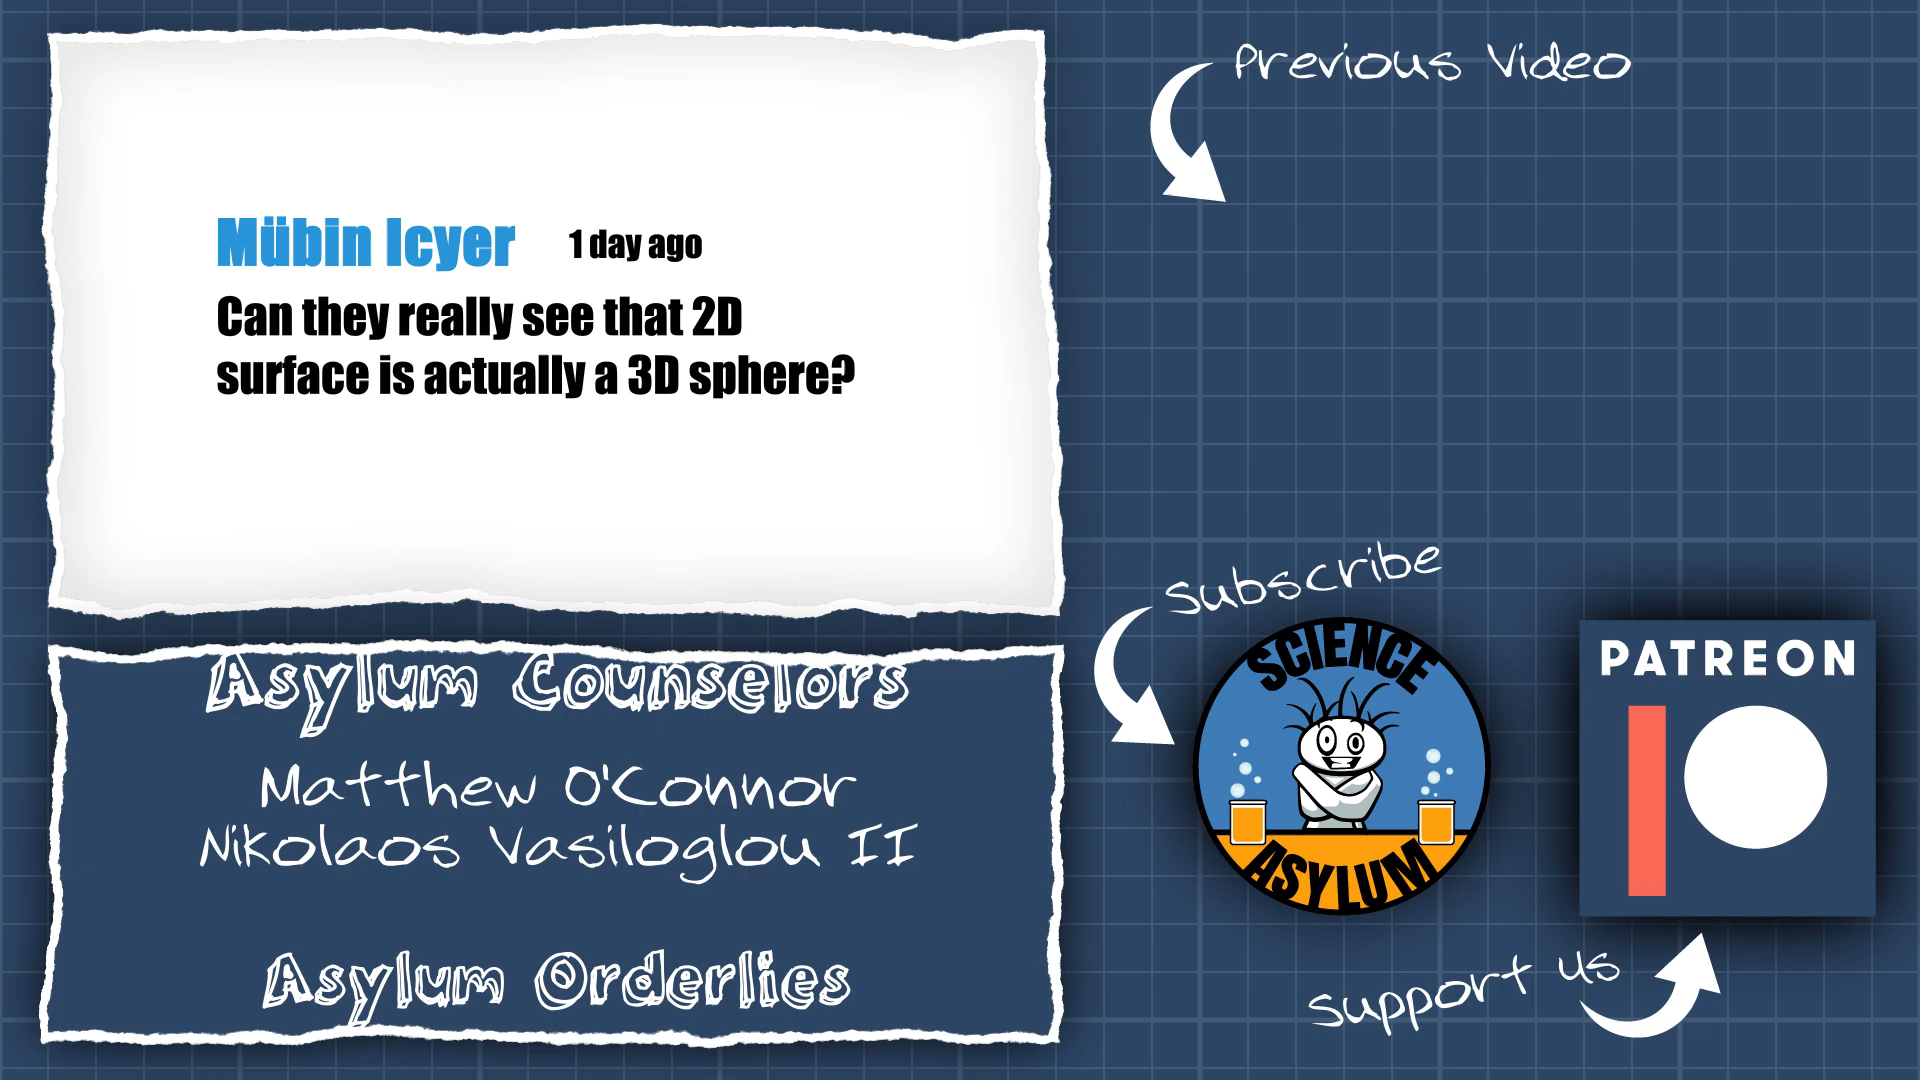 Mübin Icyer 1 day ago
Can they really see that 2D
surface is actually a 3D sphere?
Asylum Counselors
Matthew O'Connor
Nikolaos Vasiloglou II
Asylum Orderlies
Previous Video
Subscribe
SCIENCE
ASYLUM
PATREON
Support us